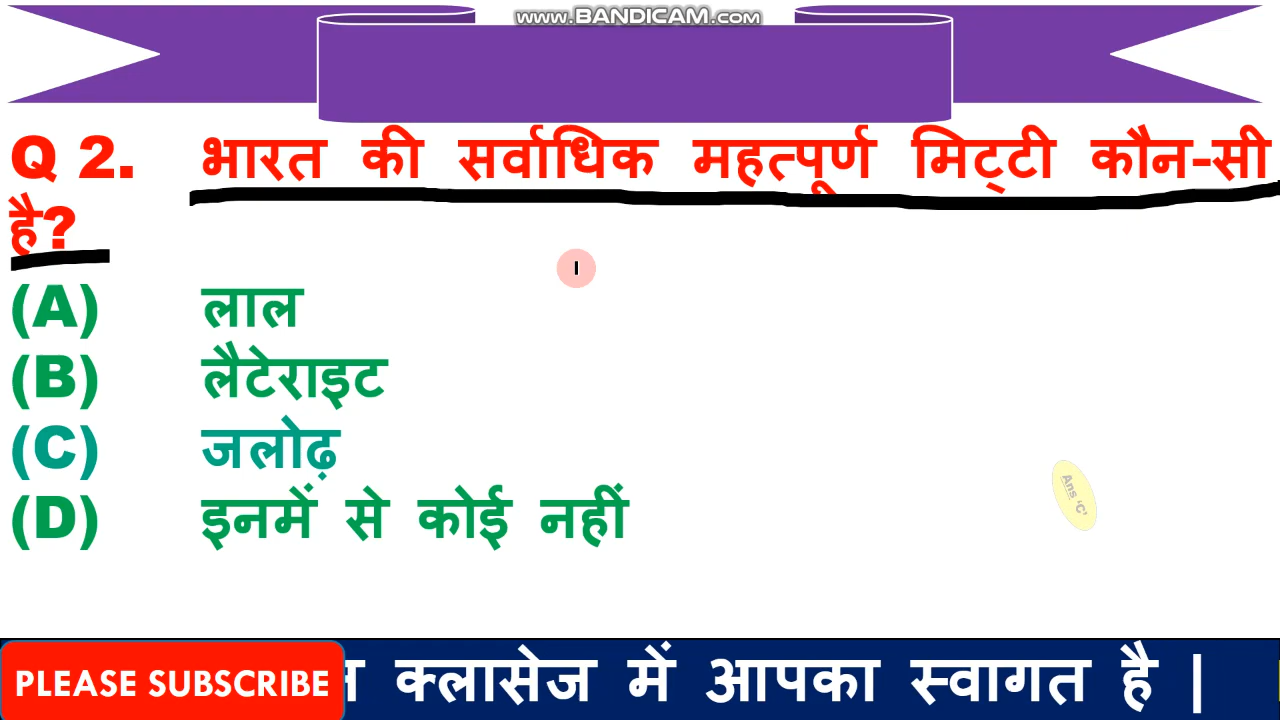 www.BANDICAM.com
Q 2. भारत की सर्वाधिक महत्पूर्ण मिट्टी कौन-सी
है?
(A) लाल
(B) लैटेराइट
(C) जलोढ़
(D) इनमें से कोई नहीं
Ans 'C'
PLEASE SUBSCRIBE
क्लासेज में आपका स्वागत है |